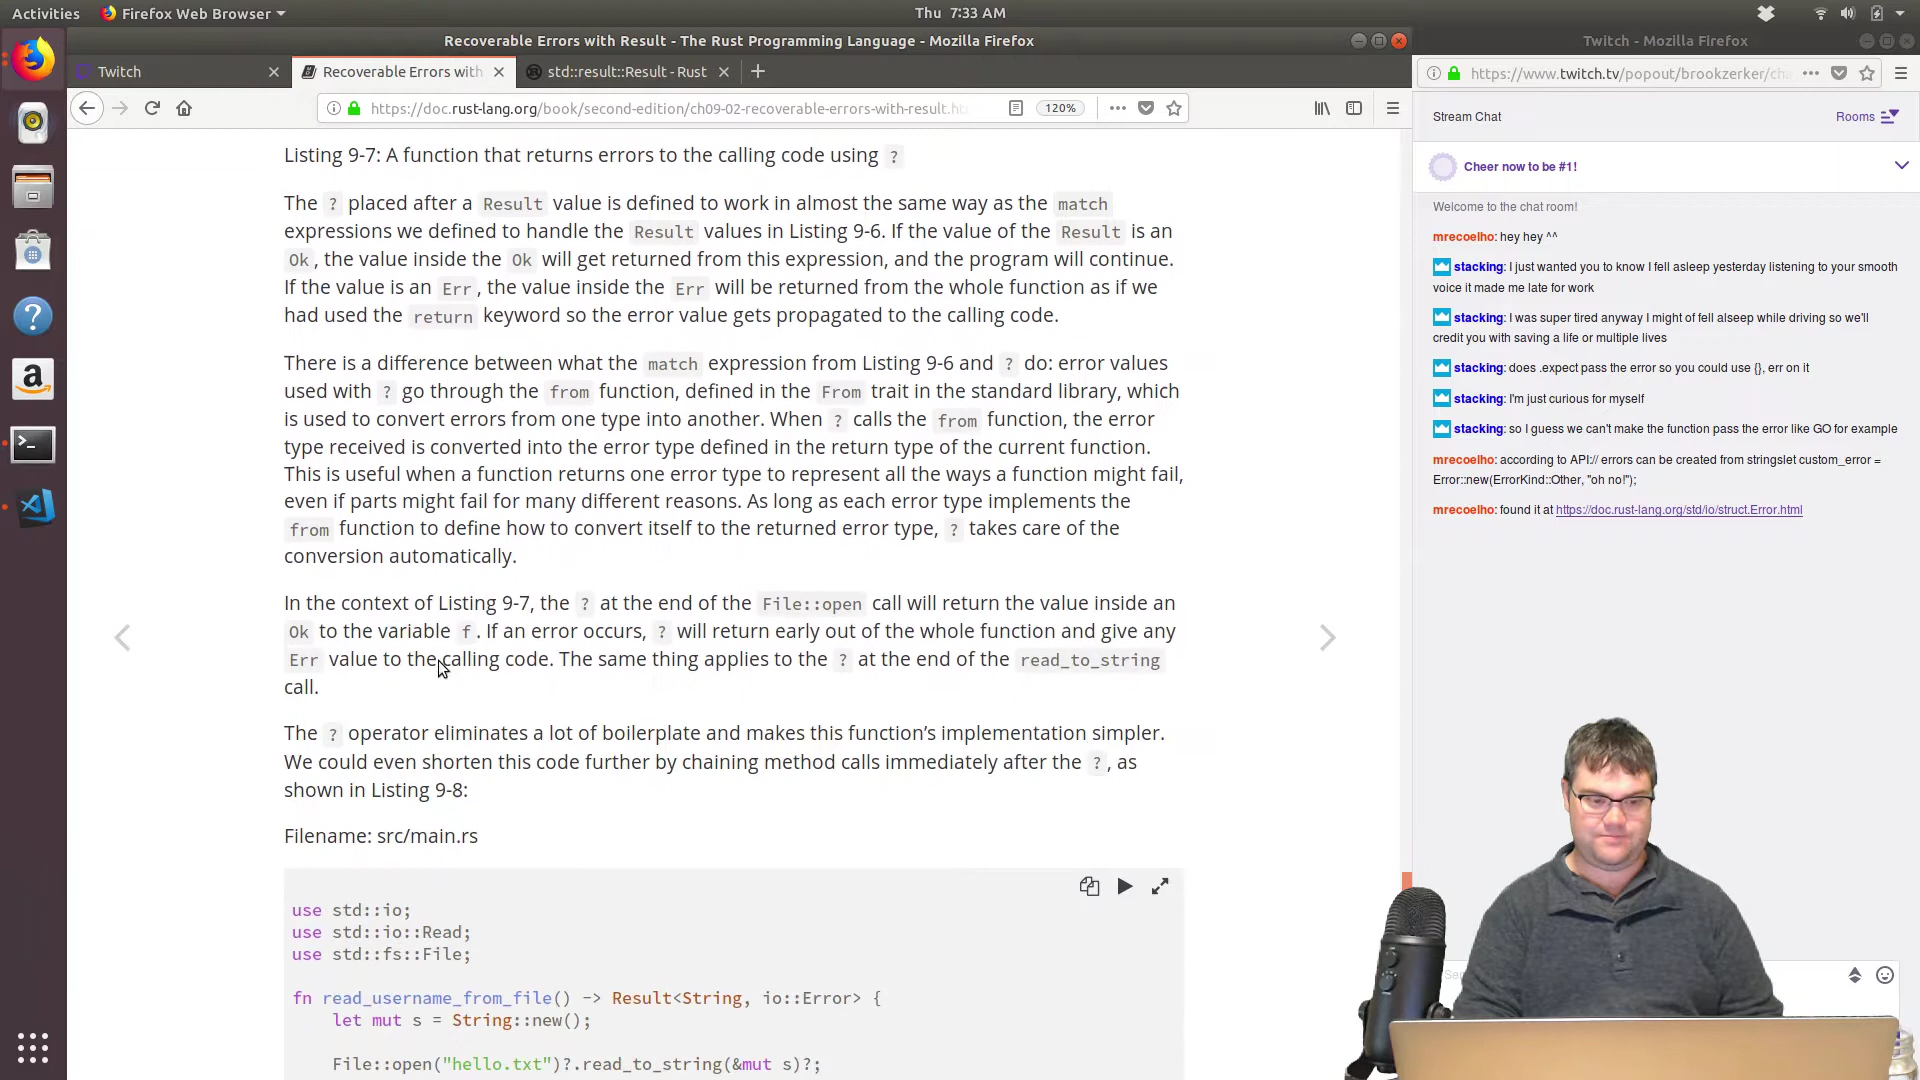 Activities
Firefox Web Browser
Thu 7:33 AM
Recoverable Errors with Result - The Rust Programming Language - Mozilla Firefox
Twitch - Mozilla Firefox
Twitch
Recoverable Errors with
std::result::Result - Rust
https://doc.rust-lang.org/book/second-edition/ch09-02-recoverable-errors-with-result.h
120%
https://www.twitch.tv/popout/brookzerker/ch
Listing 9-7: A function that returns errors to the calling code using ?
The ? placed after a Result value is defined to work in almost the same way as the match
expressions we defined to handle the Result values in Listing 9-6. If the value of the Result is an
Ok, the value inside the Ok will get returned from this expression, and the program will continue.
If the value is an Err, the value inside the Err will be returned from the whole function as if we
had used the return keyword so the error value gets propagated to the calling code.
There is a difference between what the match expression from Listing 9-6 and ? do: error values
used with ? go through the from function, defined in the From trait in the standard library, which
is used to convert errors from one type into another. When ? calls the from function, the error
type received is converted into the error type defined in the return type of the current function.
This is useful when a function returns one error type to represent all the ways a function might fail,
even if parts might fail for many different reasons. As long as each error type implements the
from function to define how to convert itself to the returned error type, ? takes care of the
conversion automatically.
In the context of Listing 9-7, the ? at the end of the File::open call will return the value inside an
Ok to the variable f. If an error occurs, ? will return early out of the whole function and give any
Err value to the calling code. The same thing applies to the ? at the end of the read_to_string
call.
The ? operator eliminates a lot of boilerplate and makes this function’s implementation simpler.
We could even shorten this code further by chaining method calls immediately after the ?, as
shown in Listing 9-8:
Filename: src/main.rs
use std::io;
use std::io::Read;
use std::fs::File;
fn read_username_from_file() -> Result<String, io::Error> {
let mut s = String::new();
File::open("hello.txt")?.read_to_string(&mut s)?;
Stream Chat
Rooms
Cheer now to be #1!
Welcome to the chat room!
mrecoelho: hey hey ^^
stacking: I just wanted you to know I fell asleep yesterday listening to your smooth
voice it made me late for work
stacking: I was super tired anyway I might of fell alseep while driving so we'll
credit you with saving a life or multiple lives
stacking: does .expect pass the error so you could use {}, err on it
stacking: I'm just curious for myself
stacking: so I guess we can't make the function pass the error like GO for example
mrecoelho: according to API:// errors can be created from stringslet custom_error =
Error::new(ErrorKind::Other, "oh no!");
mrecoelho: found it at https://doc.rust-lang.org/std/io/struct.Error.html